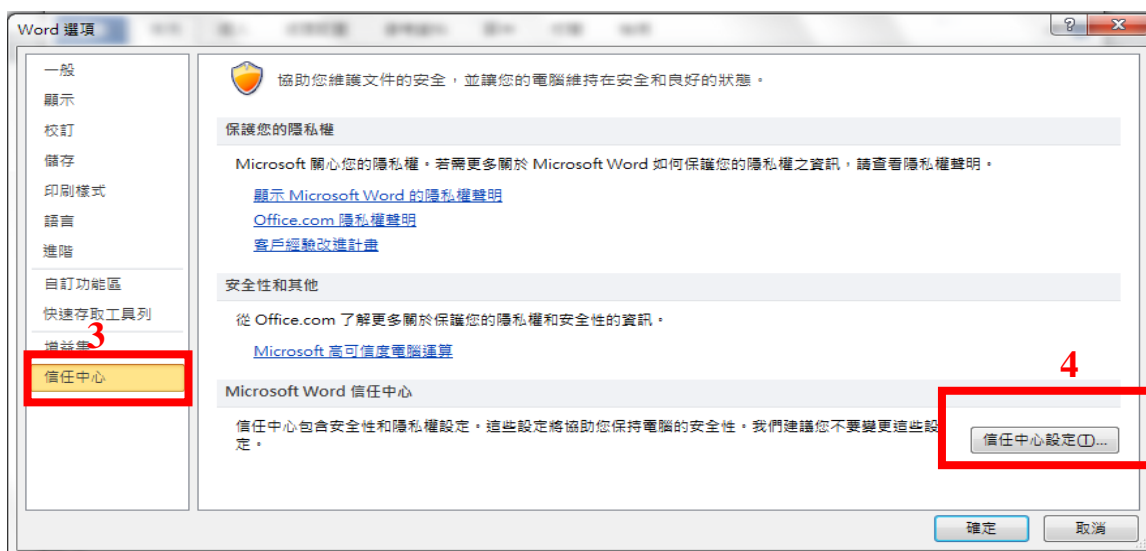 Word 選項
一般
顯示
校訂
儲存
印刷樣式
語言
進階
自訂功能區
快速存取工具列
3
增益集
信任中心
協助您維護文件的安全，並讓您的電腦維持在安全和良好的狀態。
保護您的隱私權
Microsoft 關心您的隱私權。若需更多關於 Microsoft Word 如何保護您的隱私權之資訊，請查看隱私權聲明。
顯示 Microsoft Word 的隱私權聲明
Office.com 隱私權聲明
客戶經驗改進計畫
安全性和其他
從 Office.com 了解更多關於保護您的隱私權和安全性的資訊。
Microsoft 高可信度電腦運算
Microsoft Word 信任中心
4
信任中心包含安全性和隱私權設定。這些設定將協助您保持電腦的安全性。我們建議您不要變更這些設
定。
信任中心設定(T)...
確定
取消